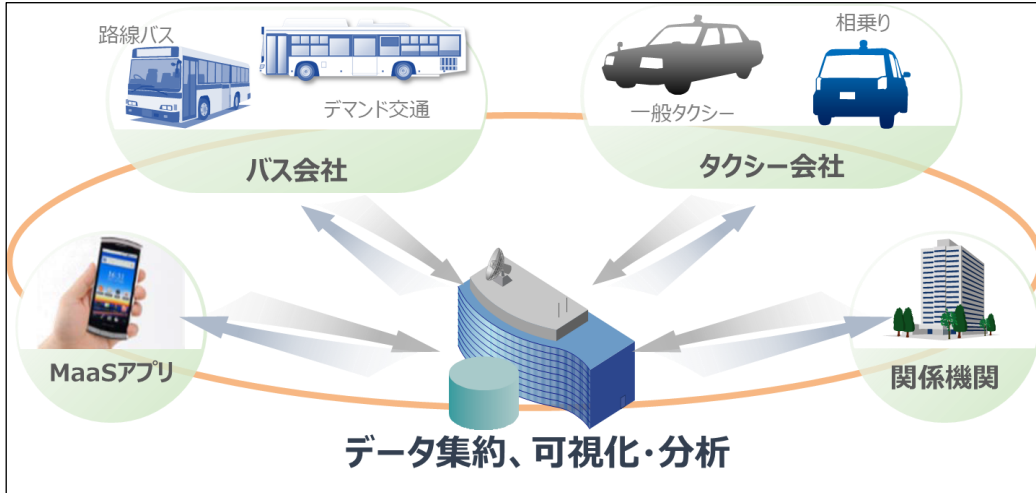 路線バス
デマンド交通
バス会社
一般タクシー
相乗り
タクシー会社
MaaSアプリ
関係機関
データ集約、可視化・分析